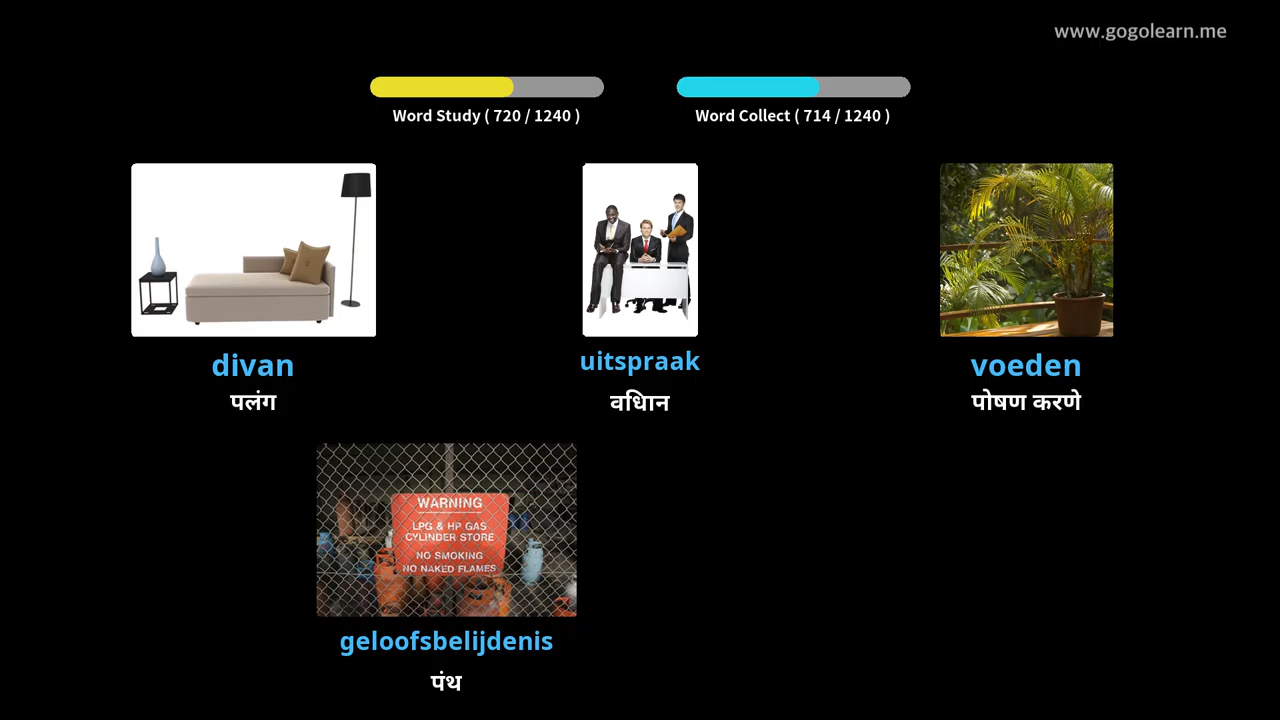 www.gogolearn.me
Word Study ( 720 / 1240 )
Word Collect ( 714 / 1240 )
divan
uitspraak
voeden
पलंग
वधिान
पोषण करणे
WARNING
LPG & HP GAS
CYLINDER STORE
NO SMOKING
NO NAKED FLAMES
geloofsbelijdenis
पंथ